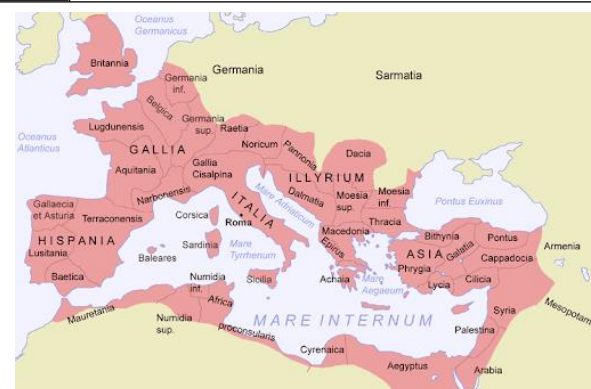 Oceanus
Germanicus
Britannia
Germania
Sarmatia
Germania
inf.
Belgica
Oceanus
Atlanticus
Lugdunensis
Germania
sup.
Raetia
Noricum
Pannonia
Dacia
GALLIA
Aquitania
Gallia
Cisalpina
ILLYRIUM
Dalmatia
Moesia
sup.
Moesia
inf.
Pontus Euxinus
Gallaecia
et Asturia
Narbonensis
Terraconensis
Corsica
ITALIA
Roma
Mare Adriaticum
Macedonia
Thracia
Bithynia
Pontus
Galatia
Armenia
HISPANIA
Lusitania
Baetica
Baleares
Sardinia
Mare
Tyrrhenum
Epirus
ASIA
Phrygia
Cappadocia
Cilicia
Lycia
Achaia
Mare
Aegaeum
Sicilia
Mesopotam
Mauretania
Numidia
inf.
Africa
proconsularis
Numidia
sup.
MARE INTERNUM
Syria
Palestina
Cyrenaica
Aegyptus
Arabia